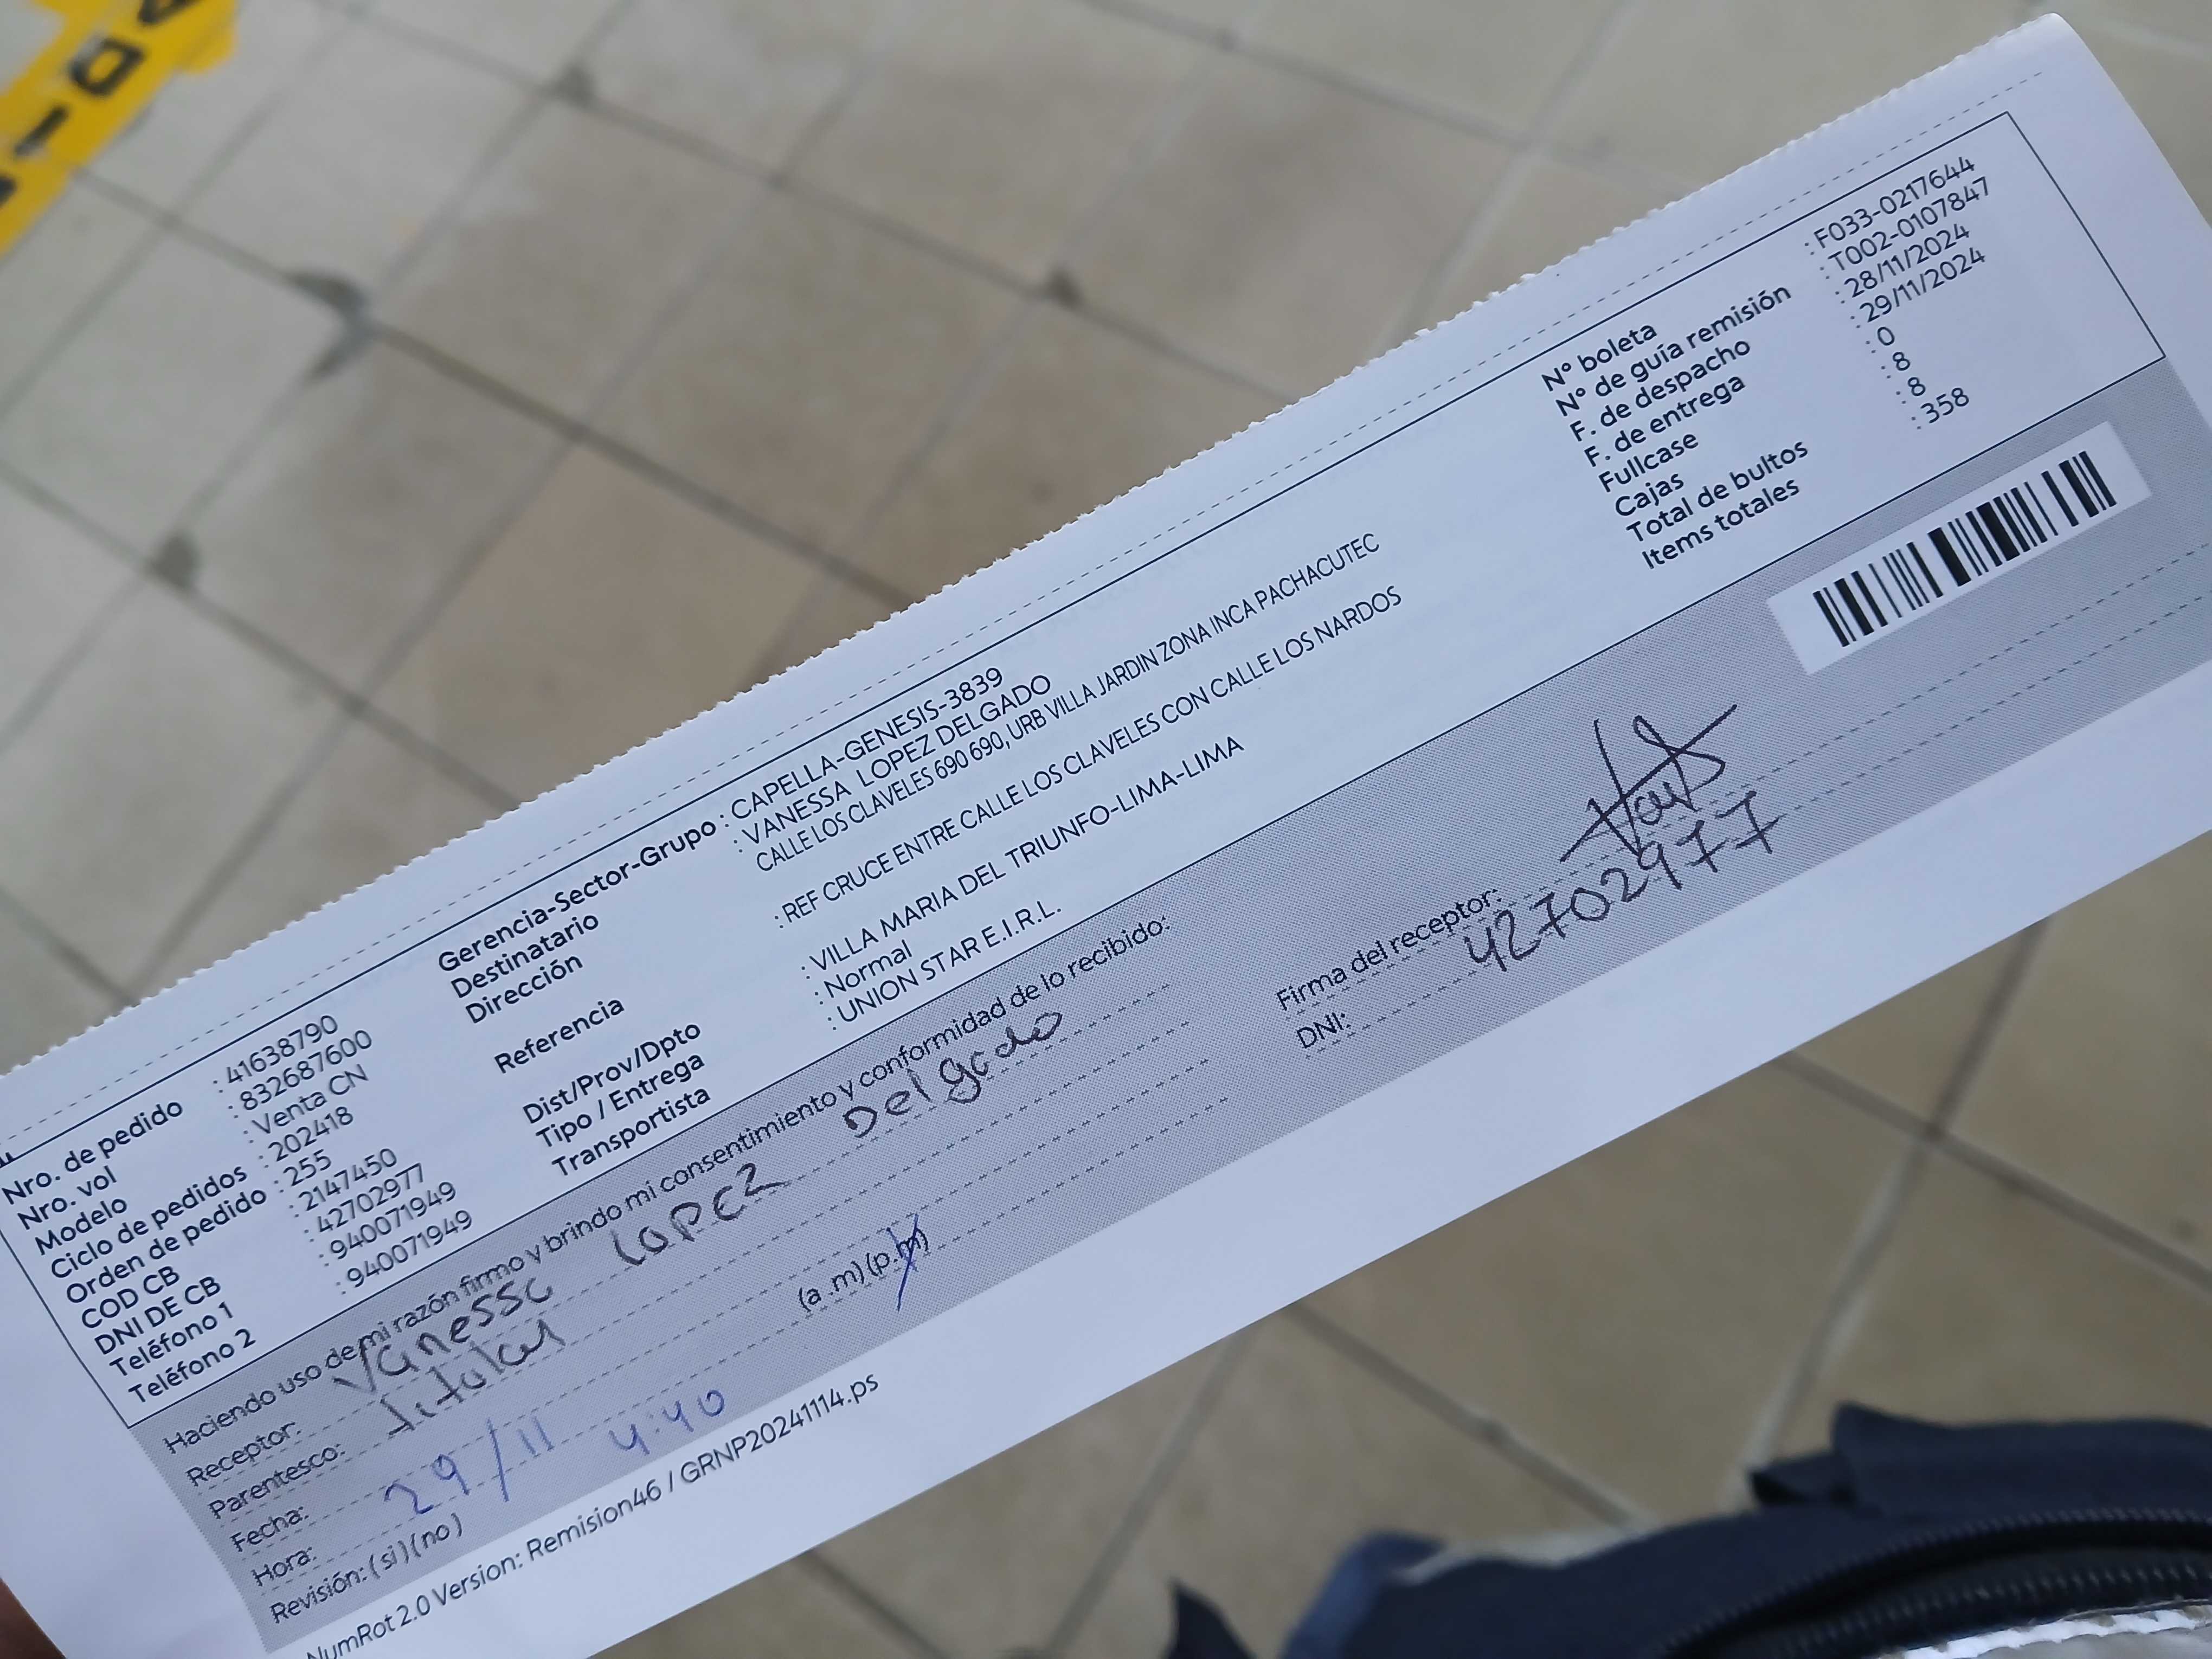 Nro. de pedido : 41638790
Nro. vol : 832687600
Modelo : Venta CN
Ciclo de pedidos : 202418
Orden de pedido : 255
COD CB : 2147450
DNI DE CB : 42702977
Teléfono 1 : 940071949
Teléfono 2 : 940071949
Gerencia-Sector-Grupo : CAPELLA-GENESIS-3839
Destinatario : VANESSA LOPEZ DELGADO
Dirección CALLE LOS CLAVELES 690 690, URB VILLA JARDIN ZONA INCA PACHACUTEC
Referencia : REF CRUCE ENTRE CALLE LOS CLAVELES CON CALLE LOS NARDOS
Dist/Prov/Dpto : VILLA MARIA DEL TRIUNFO-LIMA-LIMA
Tipo / Entrega : Normal
Transportista : UNION STAR E.I.R.L.
N° boleta : F033-0217644
N° de guía remisión : T002-0107847
F. de despacho : 28/11/2024
F. de entrega : 29/11/2024
Fullcase : 0
Cajas : 8
Total de bultos : 8
Items totales : 358
Haciendo uso de mi razón firmo y brindo mi consentimiento y conformidad de lo recibido:
Receptor: Vanessa Lopez Delgado
Parentesco: titular
Fecha: 29/11
Hora: 4:40 (a .m) (p.m)
Revisión: (si) (no)
Firma del receptor:
DNI: 42702977
NumRot 2.0 Version: Remision46 / GRNP20241114.ps